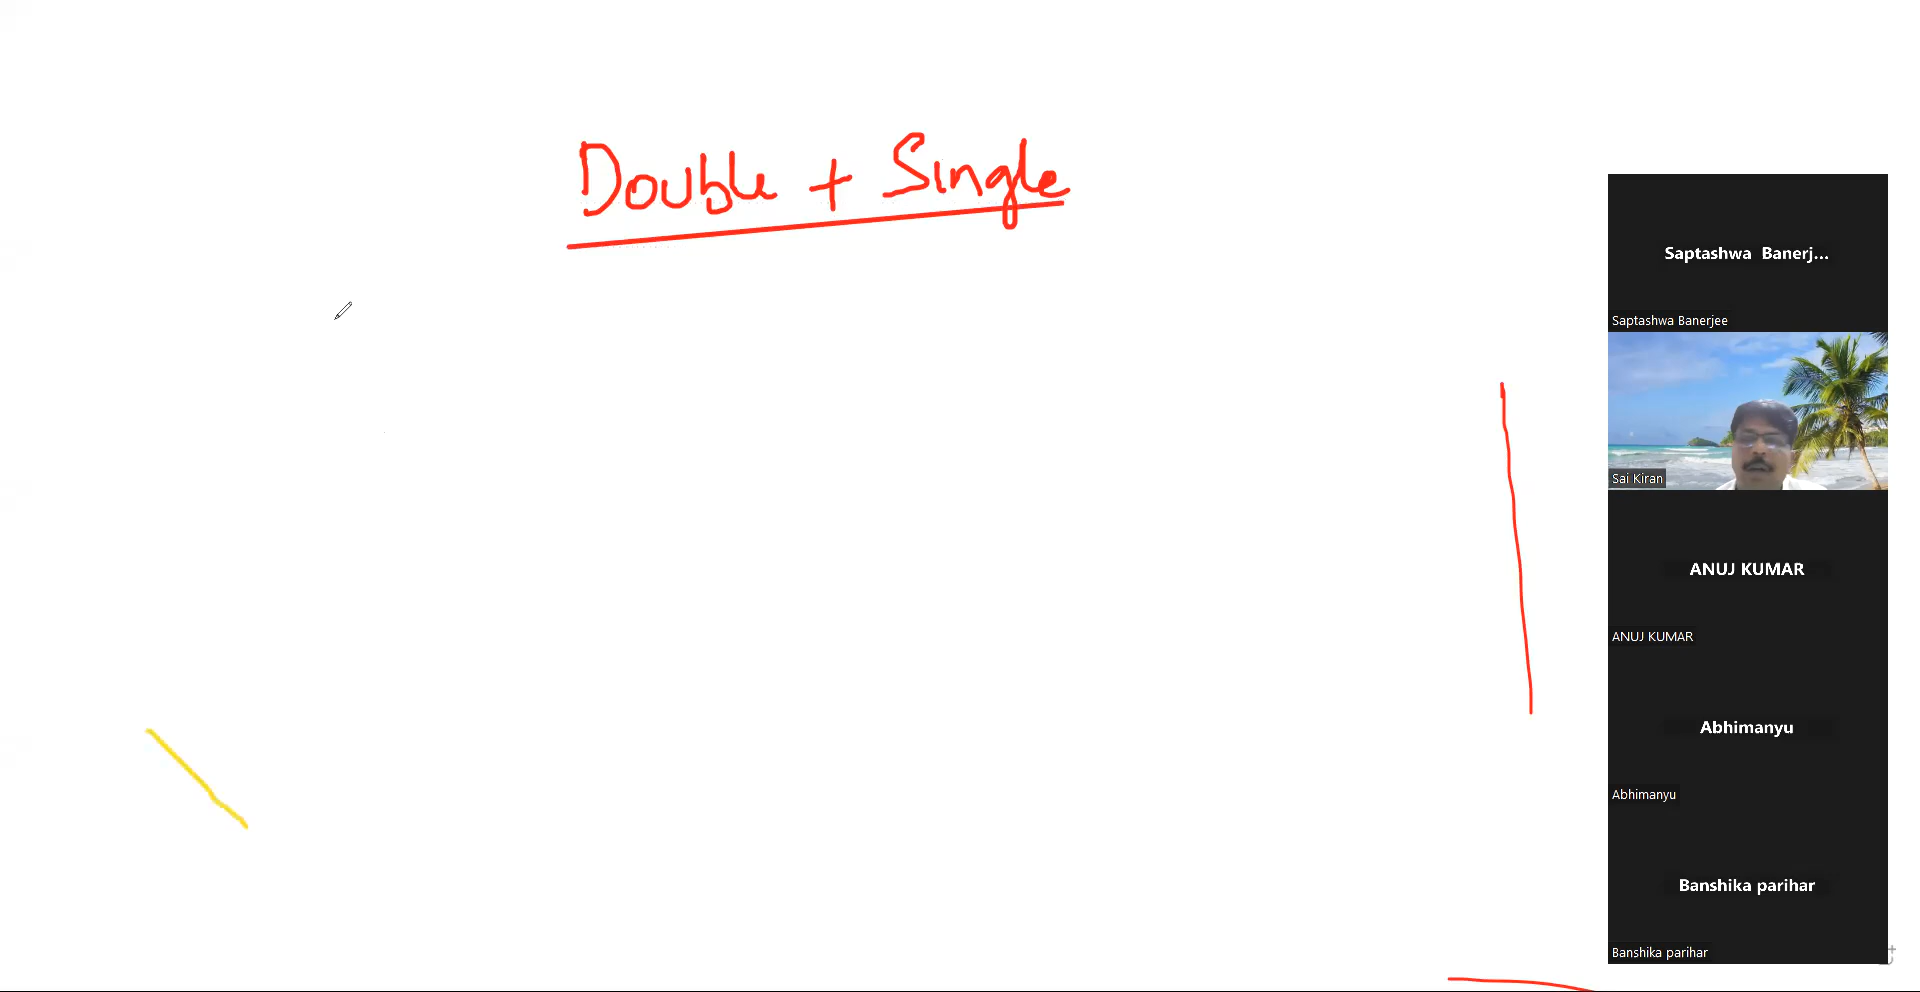 Double + Single
Saptashwa Banerj...
Saptashwa Banerjee
Sai Kiran
ANUJ KUMAR
ANUJ KUMAR
Abhimanyu
Abhimanyu
Banshika parihar
Banshika parihar